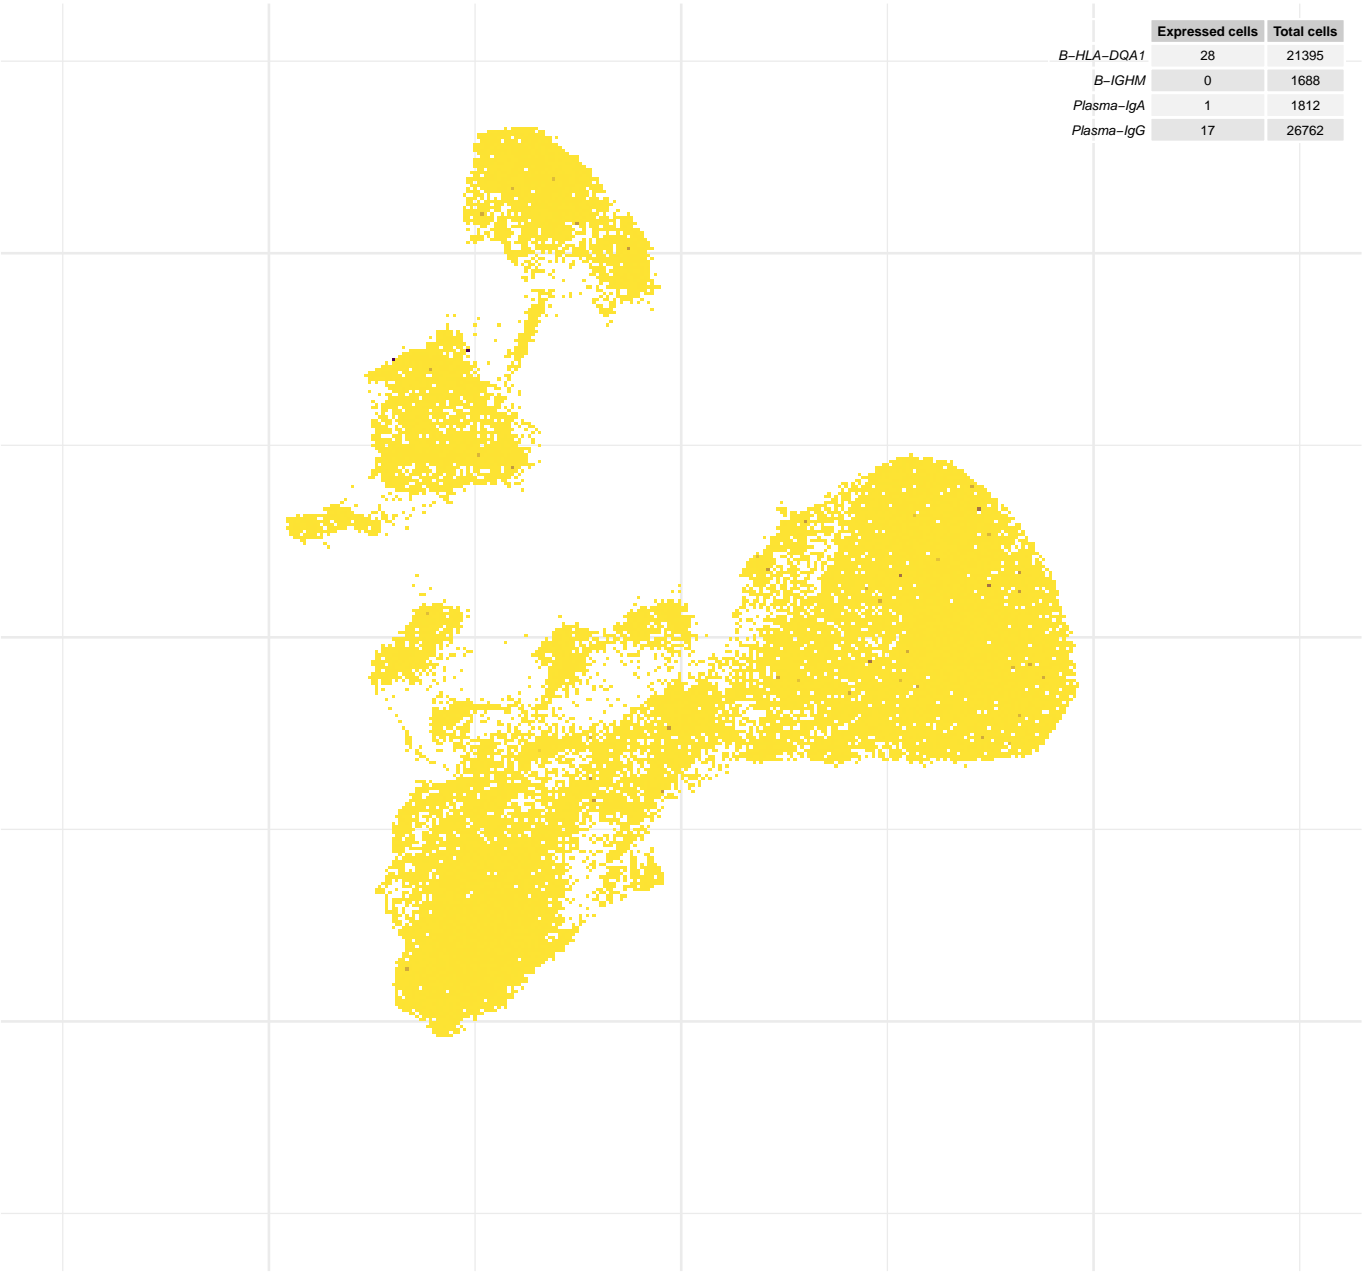 Expressed cells Total cells
B−HLA−DQA1 28 21395
B−IGHM 0 1688
Plasma−IgA 1 1812
Plasma−IgG 17 26762